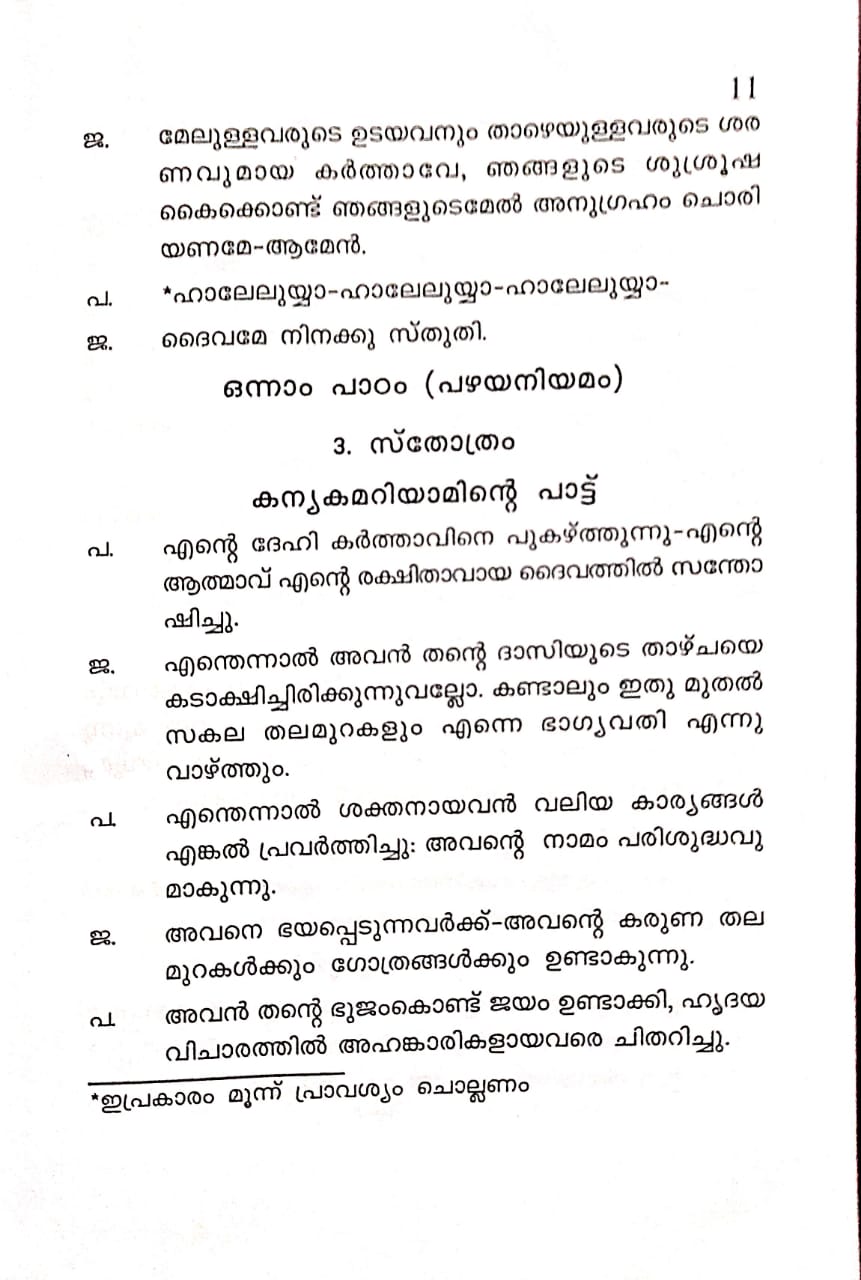 11
ജ. മേലുള്ളവരുടെ ഉടയവനും താഴെയുള്ളവരുടെ ശര
ണവുമായ കർത്താവേ, ഞങ്ങളുടെ ശുശ്രൂഷ
കൈക്കൊണ്ട് ഞങ്ങളുടെമേൽ അനുഗ്രഹം ചൊരി
യണമേ-ആമേൻ.
പ. *ഹാലേലുയ്യാ-ഹാലേലുയ്യാ-ഹാലേലുയ്യാ-
ജ. ദൈവമേ നിനക്കു സ്തുതി.
ഒന്നാം പാഠം (പഴയനിയമം)
3. സ്തോത്രം
കന്യകമറിയാമിന്റെ പാട്ട്
പ. എന്റെ ദേഹി കർത്താവിനെ പുകഴ്ത്തുന്നു-എന്റെ
ആത്മാവ് എന്റെ രക്ഷിതാവായ ദൈവത്തിൽ സന്തോ
ഷിച്ചു.
ജ. എന്തെന്നാൽ അവൻ തന്റെ ദാസിയുടെ താഴ്ചയെ
കടാക്ഷിച്ചിരിക്കുന്നുവല്ലോ. കണ്ടാലും ഇതു മുതൽ
സകല തലമുറകളും എന്നെ ഭാഗ്യവതി എന്നു
വാഴ്ത്തും.
പ. എന്തെന്നാൽ ശക്തനായവൻ വലിയ കാര്യങ്ങൾ
എങ്കൽ പ്രവർത്തിച്ചു: അവന്റെ നാമം പരിശുദ്ധവു
മാകുന്നു.
ജ. അവനെ ഭയപ്പെടുന്നവർക്ക്-അവന്റെ കരുണ തല
മുറകൾക്കും ഗോത്രങ്ങൾക്കും ഉണ്ടാകുന്നു.
പ. അവൻ തന്റെ ഭുജംകൊണ്ട് ജയം ഉണ്ടാക്കി, ഹൃദയ
വിചാരത്തിൽ അഹങ്കാരികളായവരെ ചിതറിച്ചു.
*ഇപ്രകാരം മൂന്ന് പ്രാവശ്യം ചൊല്ലണം